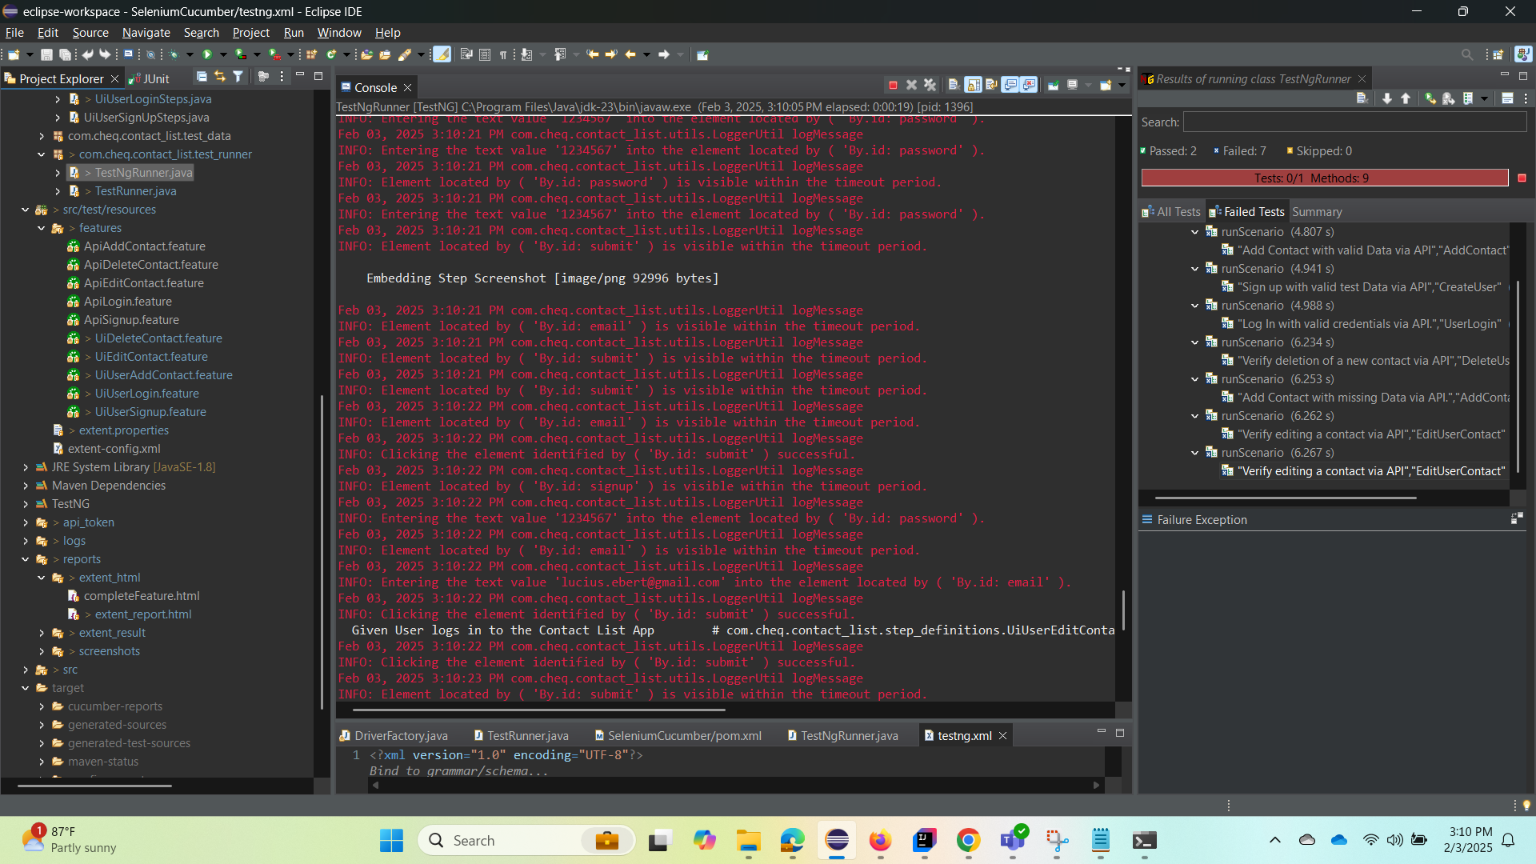 eclipse-workspace - SeleniumCucumber/testng.xml - Eclipse IDE
File Edit Source Navigate Search Project Run Window Help
Project Explorer
JUnit
> UiUserLoginSteps.java
UiUserSignUpSteps.java
com.cheq.contact_list.test_data
> com.cheq.contact_list.test_runner
> TestNgRunner.java
> TestRunner.java
> src/test/resources
> features
ApiAddContact.feature
ApiDeleteContact.feature
ApiEditContact.feature
ApiLogin.feature
ApiSignup.feature
> UiDeleteContact.feature
> UiEditContact.feature
> UiUserAddContact.feature
> UiUserLogin.feature
> UiUserSignup.feature
> extent.properties
extent-config.xml
JRE System Library [JavaSE-1.8]
Maven Dependencies
TestNG
> api_token
> logs
> reports
> extent_html
completeFeature.html
> extent_report.html
> extent_result
> screenshots
> src
target
cucumber-reports
generated-sources
generated-test-sources
maven-status
Console
TestNgRunner [TestNG] C:\Program Files\Java\jdk-23\bin\javaw.exe (Feb 3, 2025, 3:10:05 PM elapsed: 0:00:19) [pid: 1396]
INFO: Entering the text value '1234567' into the element located by ( 'By.id: password' ).
Feb 03, 2025 3:10:21 PM com.cheq.contact_list.utils.LoggerUtil logMessage
INFO: Entering the text value '1234567' into the element located by ( 'By.id: password' ).
Feb 03, 2025 3:10:21 PM com.cheq.contact_list.utils.LoggerUtil logMessage
INFO: Element located by ( 'By.id: password' ) is visible within the timeout period.
Feb 03, 2025 3:10:21 PM com.cheq.contact_list.utils.LoggerUtil logMessage
INFO: Entering the text value '1234567' into the element located by ( 'By.id: password' ).
Feb 03, 2025 3:10:21 PM com.cheq.contact_list.utils.LoggerUtil logMessage
INFO: Element located by ( 'By.id: submit' ) is visible within the timeout period.
Embedding Step Screenshot [image/png 92996 bytes]
Feb 03, 2025 3:10:21 PM com.cheq.contact_list.utils.LoggerUtil logMessage
INFO: Element located by ( 'By.id: email' ) is visible within the timeout period.
Feb 03, 2025 3:10:21 PM com.cheq.contact_list.utils.LoggerUtil logMessage
INFO: Element located by ( 'By.id: submit' ) is visible within the timeout period.
Feb 03, 2025 3:10:21 PM com.cheq.contact_list.utils.LoggerUtil logMessage
INFO: Element located by ( 'By.id: submit' ) is visible within the timeout period.
Feb 03, 2025 3:10:22 PM com.cheq.contact_list.utils.LoggerUtil logMessage
INFO: Element located by ( 'By.id: email' ) is visible within the timeout period.
Feb 03, 2025 3:10:22 PM com.cheq.contact_list.utils.LoggerUtil logMessage
INFO: Clicking the element identified by ( 'By.id: submit' ) successful.
Feb 03, 2025 3:10:22 PM com.cheq.contact_list.utils.LoggerUtil logMessage
INFO: Element located by ( 'By.id: signup' ) is visible within the timeout period.
Feb 03, 2025 3:10:22 PM com.cheq.contact_list.utils.LoggerUtil logMessage
INFO: Entering the text value '1234567' into the element located by ( 'By.id: password' ).
Feb 03, 2025 3:10:22 PM com.cheq.contact_list.utils.LoggerUtil logMessage
INFO: Element located by ( 'By.id: email' ) is visible within the timeout period.
Feb 03, 2025 3:10:22 PM com.cheq.contact_list.utils.LoggerUtil logMessage
INFO: Entering the text value 'lucius.ebert@gmail.com' into the element located by ( 'By.id: email' ).
Feb 03, 2025 3:10:22 PM com.cheq.contact_list.utils.LoggerUtil logMessage
INFO: Clicking the element identified by ( 'By.id: submit' ) successful.
Given User logs in to the Contact List App # com.cheq.contact_list.step_definitions.UiUserEditConta
Feb 03, 2025 3:10:22 PM com.cheq.contact_list.utils.LoggerUtil logMessage
INFO: Clicking the element identified by ( 'By.id: submit' ) successful.
Feb 03, 2025 3:10:23 PM com.cheq.contact_list.utils.LoggerUtil logMessage
INFO: Element located by ( 'By.id: submit' ) is visible within the timeout period.
DriverFactory.java
TestRunner.java
SeleniumCucumber/pom.xml
TestNgRunner.java
testng.xml
1 <?xml version="1.0" encoding="UTF-8"?>
Bind to grammar/schema...
Results of running class TestNgRunner
Search:
Passed: 2 Failed: 7 Skipped: 0
Tests: 0/1 Methods: 9
All Tests Failed Tests Summary
runScenario (4.807 s)
"Add Contact with valid Data via API","AddContact"
runScenario (4.941 s)
"Sign up with valid test Data via API","CreateUser"
runScenario (4.988 s)
"Log In with valid credentials via API.","UserLogin"
runScenario (6.234 s)
"Verify deletion of a new contact via API","DeleteUs
runScenario (6.253 s)
"Add Contact with missing Data via API.","AddConta
runScenario (6.262 s)
"Verify editing a contact via API","EditUserContact"
runScenario (6.267 s)
"Verify editing a contact via API","EditUserContact"
Failure Exception
1
87°F
Partly sunny
Search
3:10 PM
2/3/2025